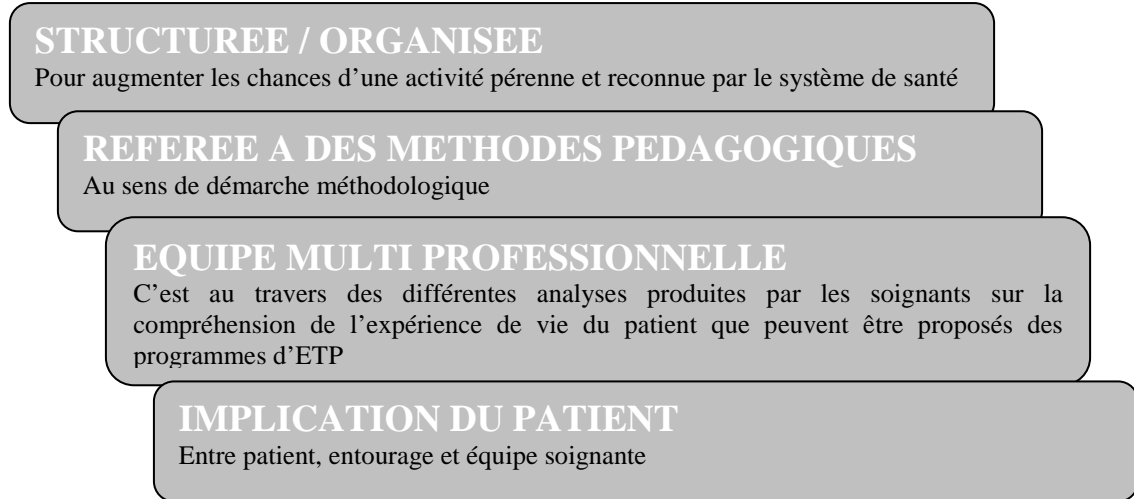 STRUCTUREE / ORGANISEE
Pour augmenter les chances d’une activité pérenne et reconnue par le système de santé
REFEREE A DES METHODES PEDAGOGIQUES
Au sens de démarche méthodologique
EQUIPE MULTI PROFESSIONNELLE
C’est au travers des différentes analyses produites par les soignants sur la
compréhension de l’expérience de vie du patient que peuvent être proposés des
programmes d’ETP
IMPLICATION DU PATIENT
Entre patient, entourage et équipe soignante